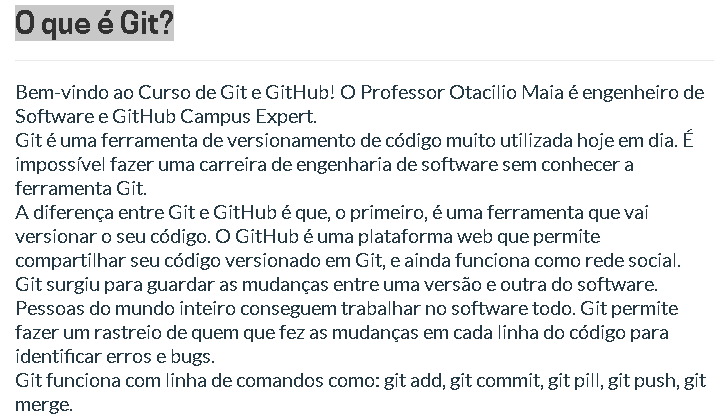 O que é Git?
Bem-vindo ao Curso de Git e GitHub! O Professor Otacilio Maia é engenheiro de
Software e GitHub Campus Expert.
Git é uma ferramenta de versionamento de código muito utilizada hoje em dia. É
impossível fazer uma carreira de engenharia de software sem conhecer a
ferramenta Git.
A diferença entre Git e GitHub é que, o primeiro, é uma ferramenta que vai
versionar o seu código. O GitHub é uma plataforma web que permite
compartilhar seu código versionado em Git, e ainda funciona como rede social.
Git surgiu para guardar as mudanças entre uma versão e outra do software.
Pessoas do mundo inteiro conseguem trabalhar no software todo. Git permite
fazer um rastreio de quem que fez as mudanças em cada linha do código para
identificar erros e bugs.
Git funciona com linha de comandos como: git add, git commit, git pill, git push, git
merge.